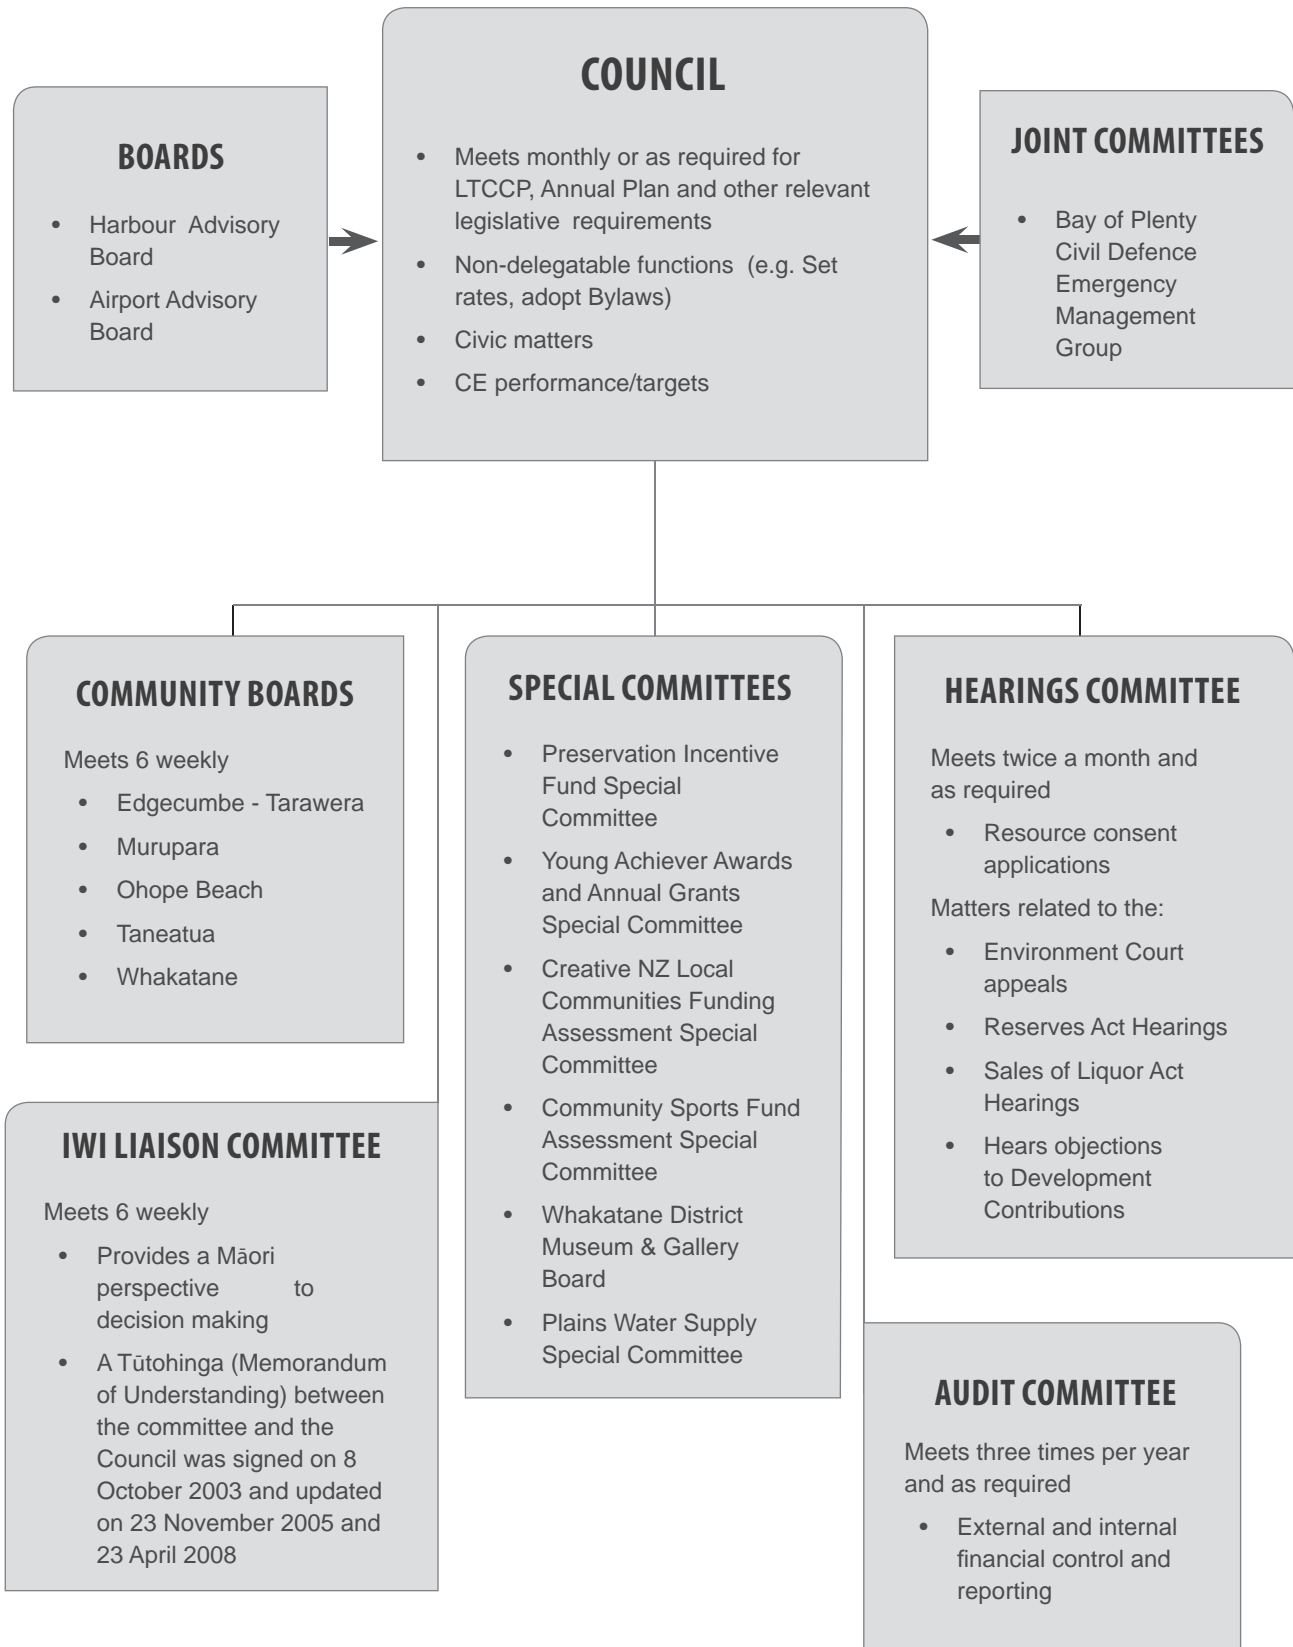 COUNCIL
• Meets monthly or as required for
LTCCP, Annual Plan and other relevant
legislative requirements
• Non-delegatable functions (e.g. Set
rates, adopt Bylaws)
• Civic matters
• CE performance/targets
BOARDS
• Harbour Advisory
Board
• Airport Advisory
Board
JOINT COMMITTEES
• Bay of Plenty
Civil Defence
Emergency
Management
Group
COMMUNITY BOARDS
Meets 6 weekly
• Edgecumbe - Tarawera
• Murupara
• Ohope Beach
• Taneatua
• Whakatane
IWI LIAISON COMMITTEE
Meets 6 weekly
• Provides a Māori
perspective to
decision making
• A Tūtohinga (Memorandum
of Understanding) between
the committee and the
Council was signed on 8
October 2003 and updated
on 23 November 2005 and
23 April 2008
SPECIAL COMMITTEES
• Preservation Incentive
Fund Special
Committee
• Young Achiever Awards
and Annual Grants
Special Committee
• Creative NZ Local
Communities Funding
Assessment Special
Committee
• Community Sports Fund
Assessment Special
Committee
• Whakatane District
Museum & Gallery
Board
• Plains Water Supply
Special Committee
HEARINGS COMMITTEE
Meets twice a month and
as required
• Resource consent
applications
Matters related to the:
• Environment Court
appeals
• Reserves Act Hearings
• Sales of Liquor Act
Hearings
• Hears objections
to Development
Contributions
AUDIT COMMITTEE
Meets three times per year
and as required
• External and internal
financial control and
reporting